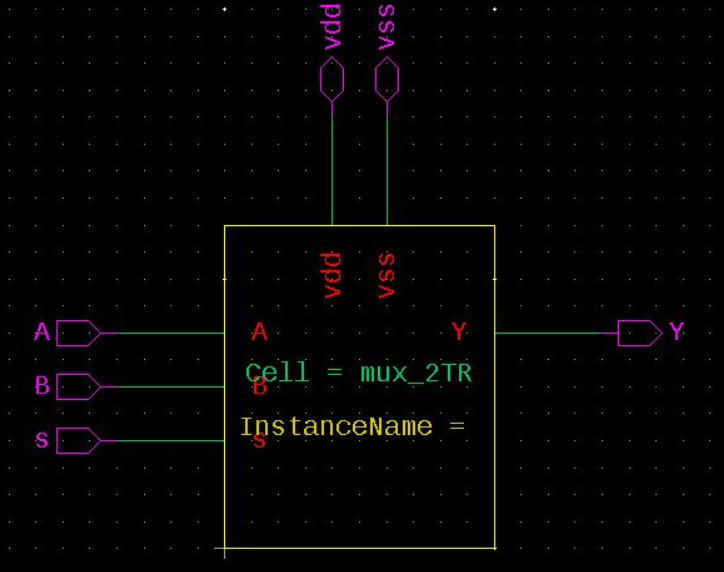 vdd vss
vdd vss
A A Y Y
Cell = mux_2TR
B B
InstanceName =
s s